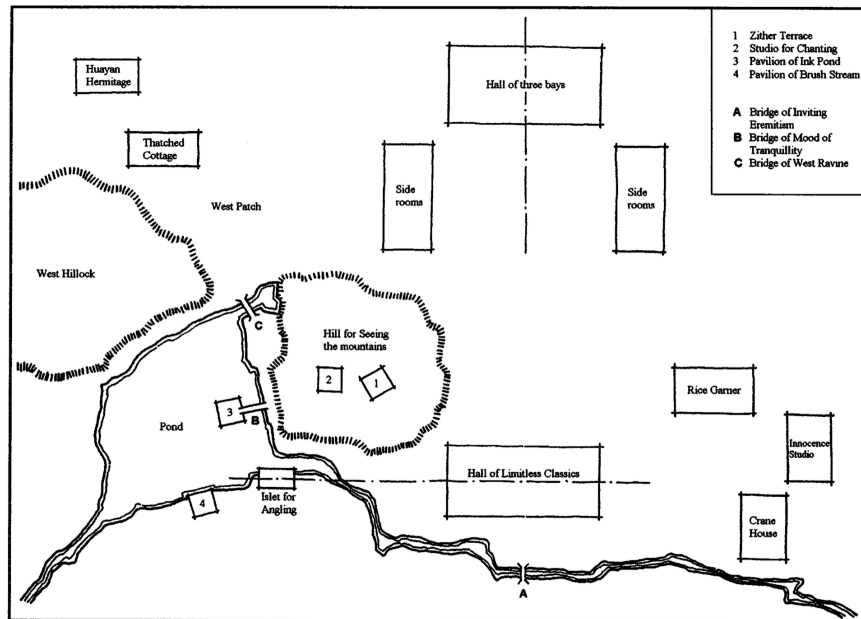 1 Zither Terrace
2 Studio for Chanting
3 Pavilion of Ink Pond
4 Pavilion of Brush Stream
A Bridge of Inviting
Eremitism
B Bridge of Mood of
Tranquillity
C Bridge of West Ravine
Huayan
Hermitage
Hall of three bays
Thatched
Cottage
Side
rooms
Side
rooms
West Patch
West Hillock
C
Hill for Seeing
the mountains
2
1
3
B
Pond
Rice Garner
Innocence
Studio
Hall of Limitless Classics
Islet for
Angling
4
Crane
House
A